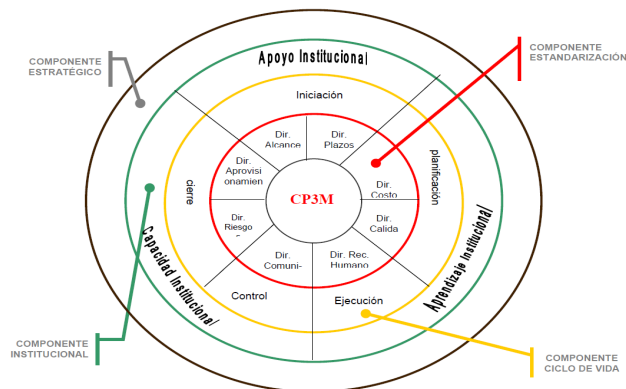 Apoyo Institucional
COMPONENTE
ESTRATÉGICO
COMPONENTE
ESTANDARIZACIÓN
Iniciación
Dir.
Alcance
Dir.
Plazos
Dir.
Aprovisi
onamien
planificación
cierre
CP3M
Dir.
Costo
Dir.
Riesgo
Dir.
Calida
Dir.
Comuni-
Dir. Rec.
Humano
Capacidad Institucional
Aprendizaje Institucional
Control
Ejecución
COMPONENTE
INSTITUCIONAL
COMPONENTE
CICLO DE VIDA